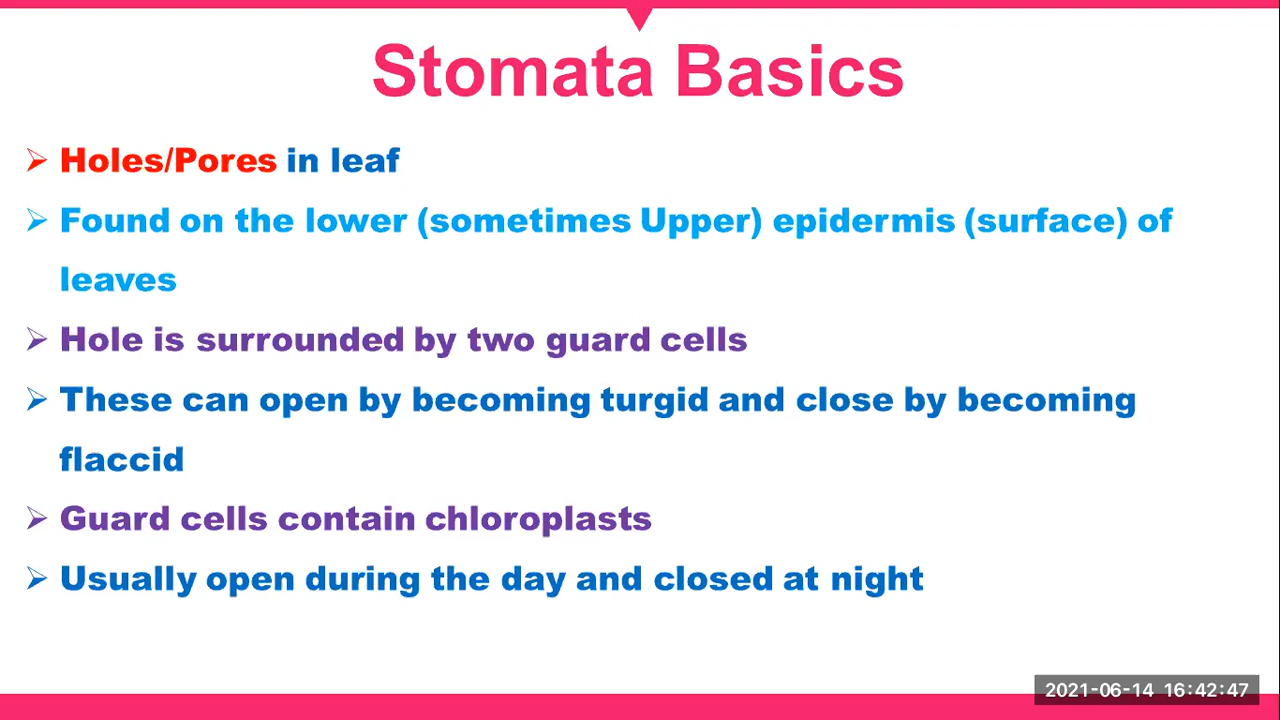 Stomata Basics
Holes/Pores in leaf
Found on the lower (sometimes Upper) epidermis (surface) of
leaves
Hole is surrounded by two guard cells
These can open by becoming turgid and close by becoming
flaccid
Guard cells contain chloroplasts
Usually open during the day and closed at night
2021-06-14 16:42:47